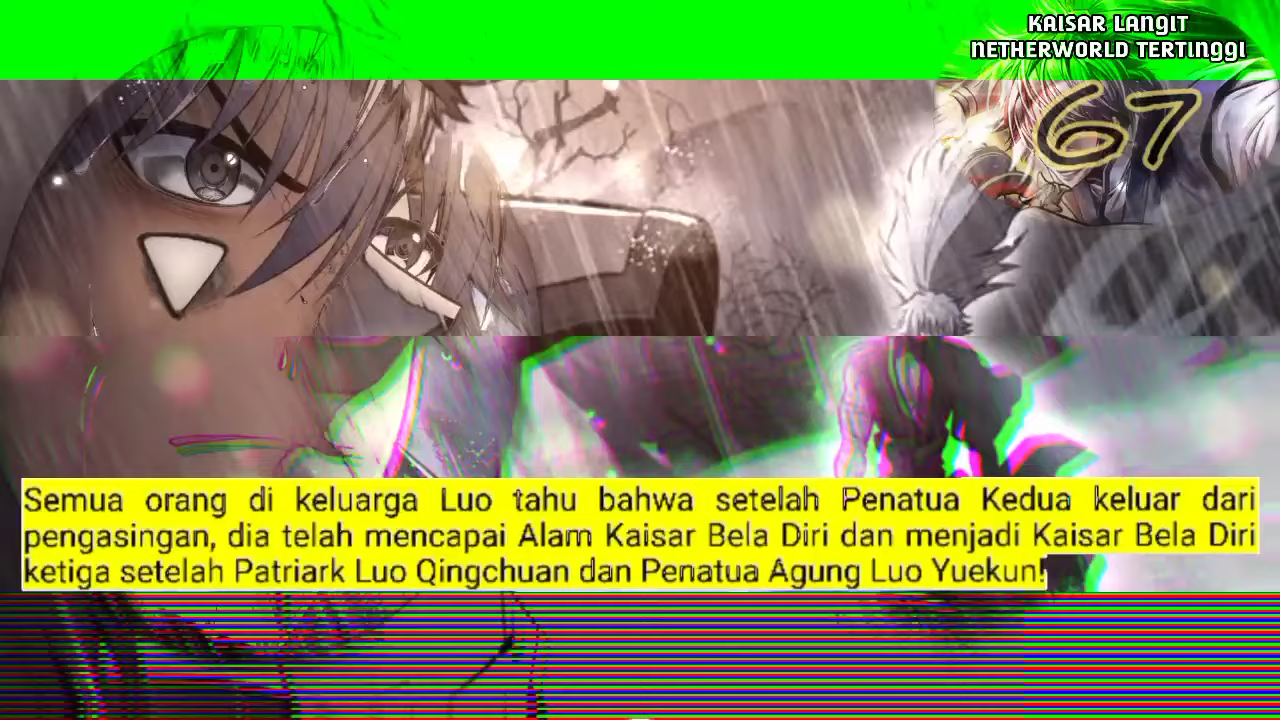 KAISAR LANGIT
NETHERWORLD TERTINGGI
67
Semua orang di keluarga Luo tahu bahwa setelah Penatua Kedua keluar dari
pengasingan, dia telah mencapai Alam Kaisar Bela Diri dan menjadi Kaisar Bela Diri
ketiga setelah Patriark Luo Qingchuan dan Penatua Agung Luo Yuekun!